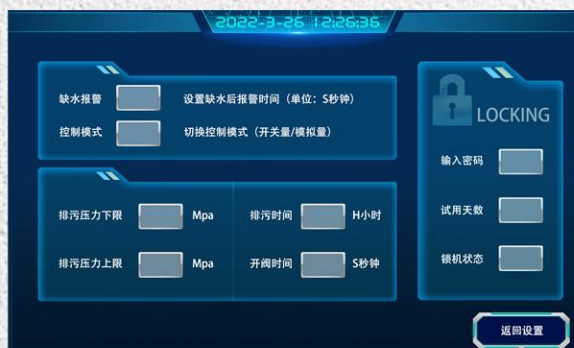 2022-3-26 12:26:36
缺水报警 设置缺水后报警时间（单位：S秒钟）
控制模式 切换控制模式（开关量/模拟量）
排污压力下限 Mpa 排污时间 H小时
排污压力上限 Mpa 开阀时间 S秒钟
LOCKING
输入密码
试用天数
锁机状态
返回设置